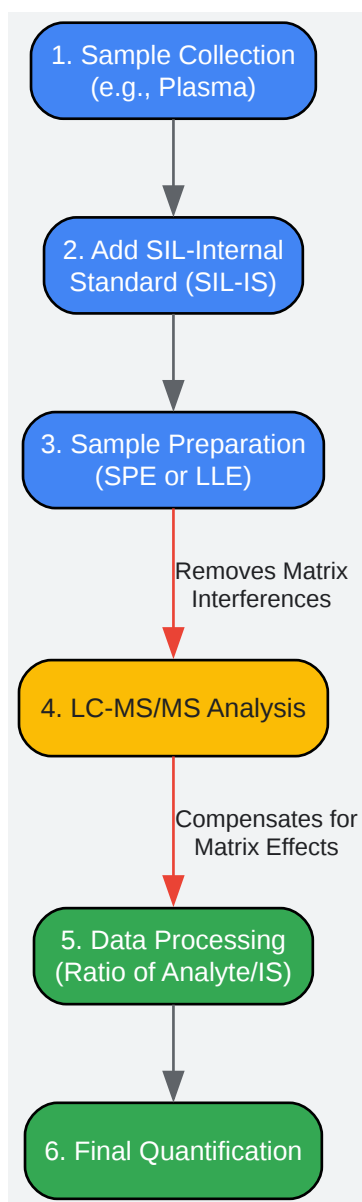 1. Sample Collection
(e.g., Plasma)
2. Add SIL-Internal
Standard (SIL-IS)
3. Sample Preparation
(SPE or LLE)
Removes Matrix
Interferences
4. LC-MS/MS Analysis
Compensates for
Matrix Effects
5. Data Processing
(Ratio of Analyte/IS)
6. Final Quantification